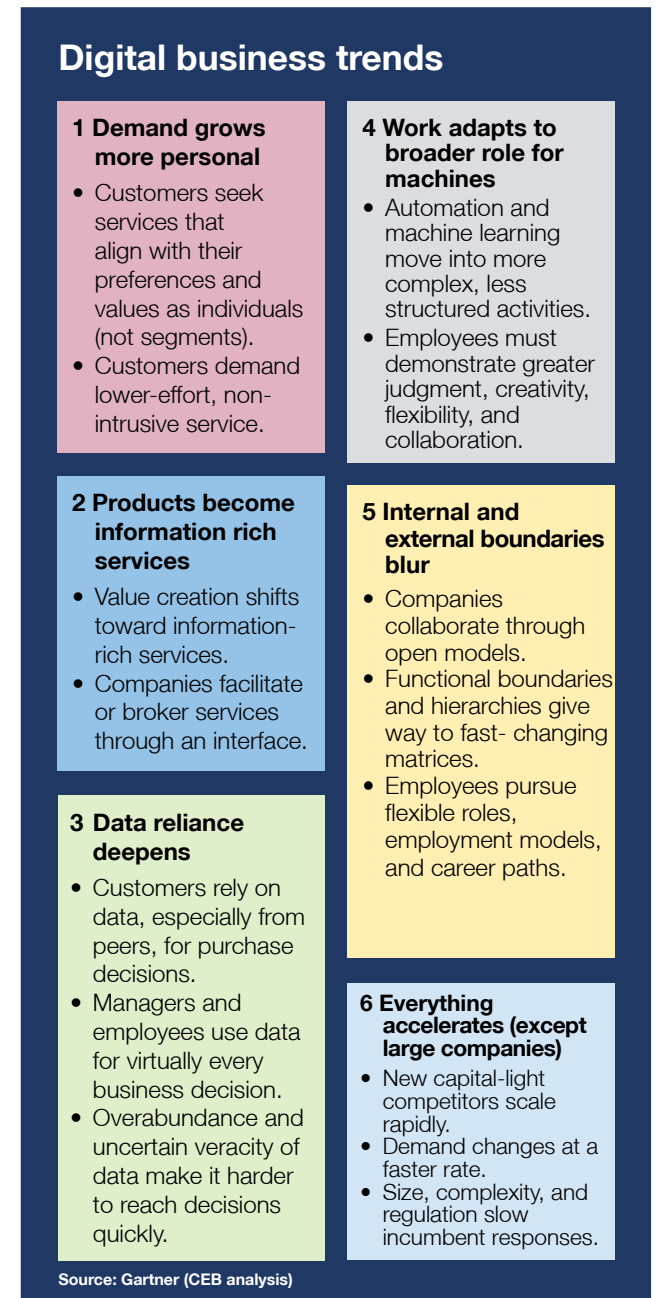 Digital business trends
1 Demand grows
more personal
• Customers seek
services that
align with their
preferences and
values as individuals
(not segments).
• Customers demand
lower-effort, non-
intrusive service.
2 Products become
information rich
services
• Value creation shifts
toward information-
rich services.
• Companies facilitate
or broker services
through an interface.
3 Data reliance
deepens
• Customers rely on
data, especially from
peers, for purchase
decisions.
• Managers and
employees use data
for virtually every
business decision.
• Overabundance and
uncertain veracity of
data make it harder
to reach decisions
quickly.
4 Work adapts to
broader role for
machines
• Automation and
machine learning
move into more
complex, less
structured activities.
• Employees must
demonstrate greater
judgment, creativity,
flexibility, and
collaboration.
5 Internal and
external boundaries
blur
• Companies
collaborate through
open models.
• Functional boundaries
and hierarchies give
way to fast- changing
matrices.
• Employees pursue
flexible roles,
employment models,
and career paths.
6 Everything
accelerates (except
large companies)
• New capital-light
competitors scale
rapidly.
• Demand changes at a
faster rate.
• Size, complexity, and
regulation slow
incumbent responses.
Source: Gartner (CEB analysis)